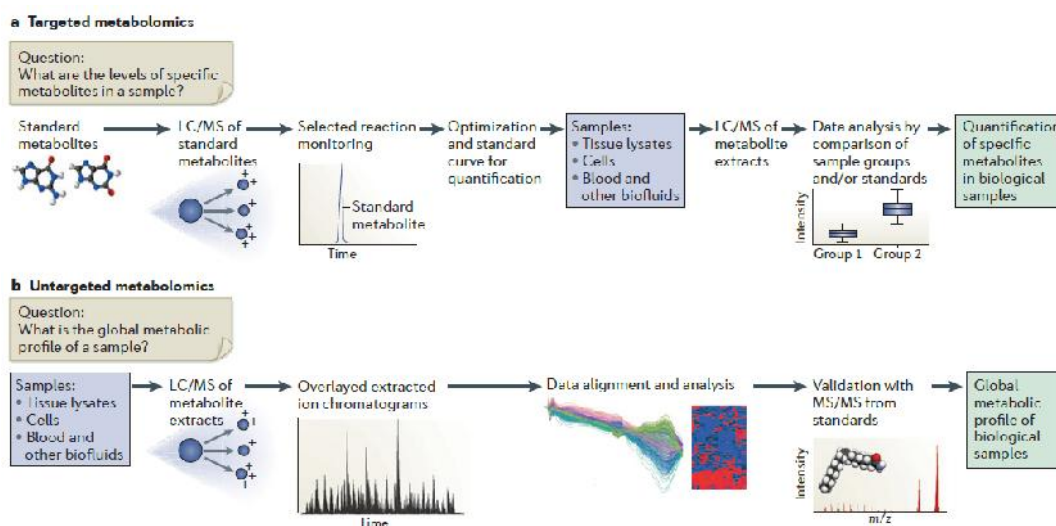 a Targeted metabolomics
Question:
What are the levels of specific
metabolites in a sample?
Standard
metabolites
LC/MS of
standard
metabolites
Selected reaction
monitoring
Optimization
and standard
curve for
quantification
Samples:
• Tissue lysates
• Cells
• Blood and
other biofluids
LC/MS of
metabolite
extracts
Data analysis by
comparison of
sample groups
and/or standards
Quantification
of specific
metabolites
in biological
samples
+
+
+
+
+
+
Standard
metabolite
Time
Intensity
Group 1
Group 2
b Untargeted metabolomics
Question:
What is the global metabolic
profile of a sample?
Samples:
• Tissue lysates
• Cells
• Blood and
other biofluids
LC/MS of
metabolite
extracts
Overlayed extracted
ion chromatograms
Data alignment and analysis
Validation with
MS/MS from
standards
Global
metabolic
profile of
biological
samples
+
+
+
+
Time
Intensity
m/z